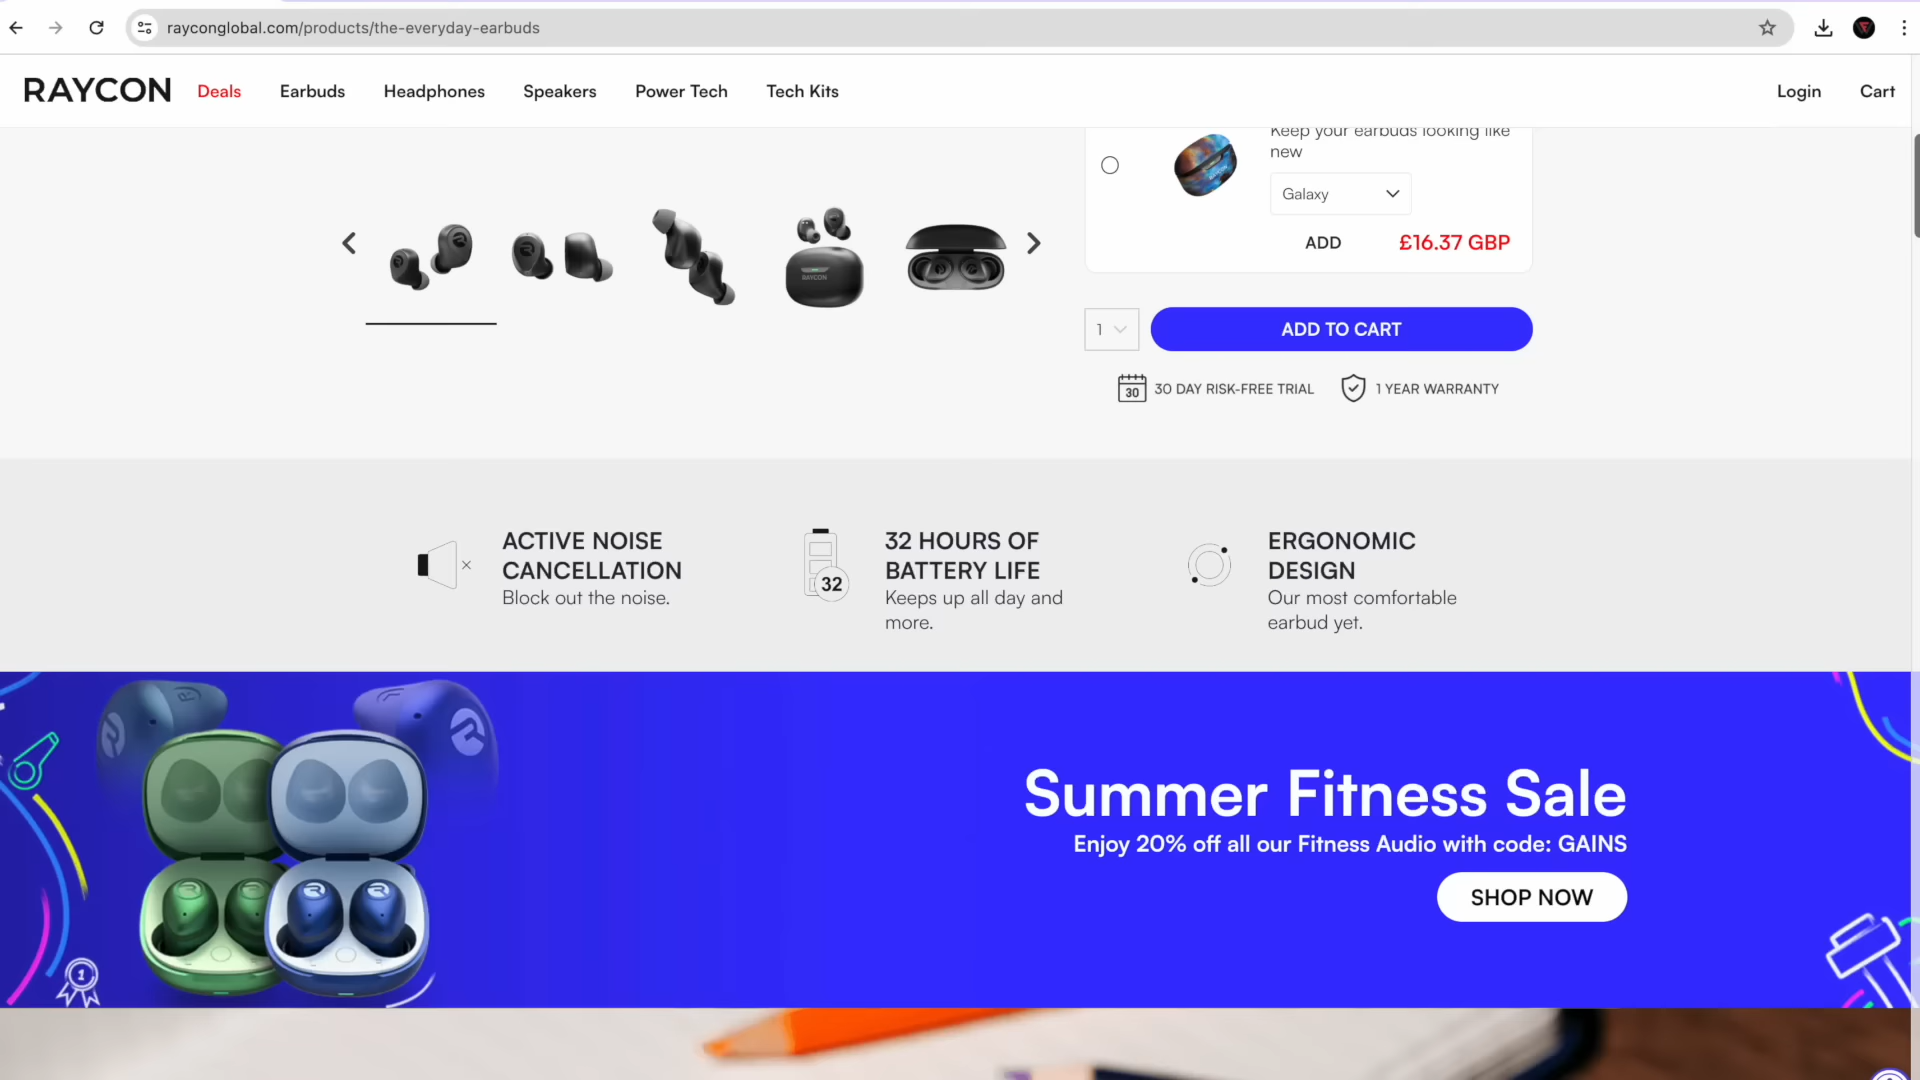 rayconglobal.com/products/the-everyday-earbuds
RAYCON
Deals
Earbuds
Headphones
Speakers
Power Tech
Tech Kits
Login
Cart
Keep your earbuds looking like
new
Galaxy
ADD
£16.37 GBP
RAYCON
1
ADD TO CART
30
30 DAY RISK-FREE TRIAL
1 YEAR WARRANTY
ACTIVE NOISE
CANCELLATION
Block out the noise.
32
32 HOURS OF
BATTERY LIFE
Keeps up all day and
more.
ERGONOMIC
DESIGN
Our most comfortable
earbud yet.
Summer Fitness Sale
Enjoy 20% off all our Fitness Audio with code: GAINS
SHOP NOW
1